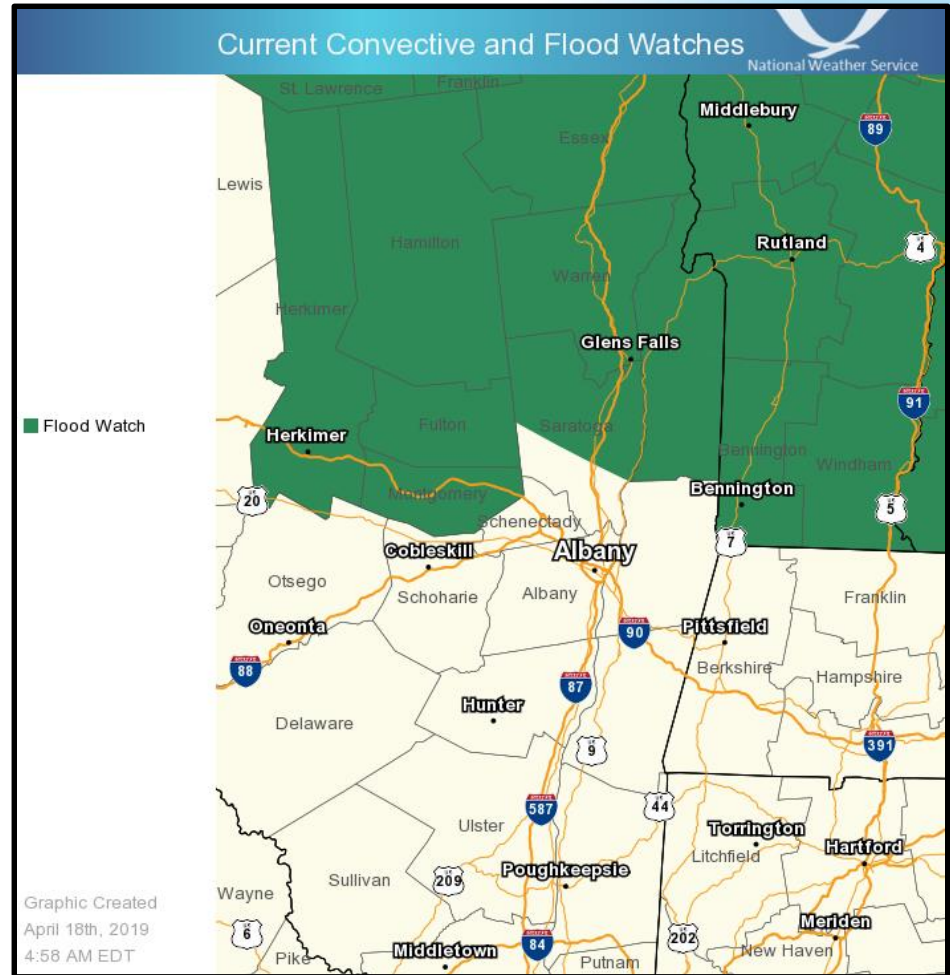 Current Convective and Flood Watches
National Weather Service
St. Lawrence
Franklin
Middlebury
89
Essex
Lewis
Hamilton
Rutland
4
Warren
Herkimer
Glens Falls
91
Flood Watch
Herkimer
Fulton
Saratoga
Bennington
Windham
20
Montgomery
Bennington
5
Schenectady
7
Cobleskill
Albany
Otsego
Schoharie
Albany
Franklin
Oneonta
90
Pittsfield
88
87
Berkshire
Hampshire
Hunter
Delaware
9
391
587
44
Ulster
Torrington
Litchfield
Hartford
Sullivan
209
Poughkeepsie
Wayne
Graphic Created
April 18th, 2019
4:58 AM EDT
6
Pike
Middletown
84
Putnam
202
Meriden
New Haven